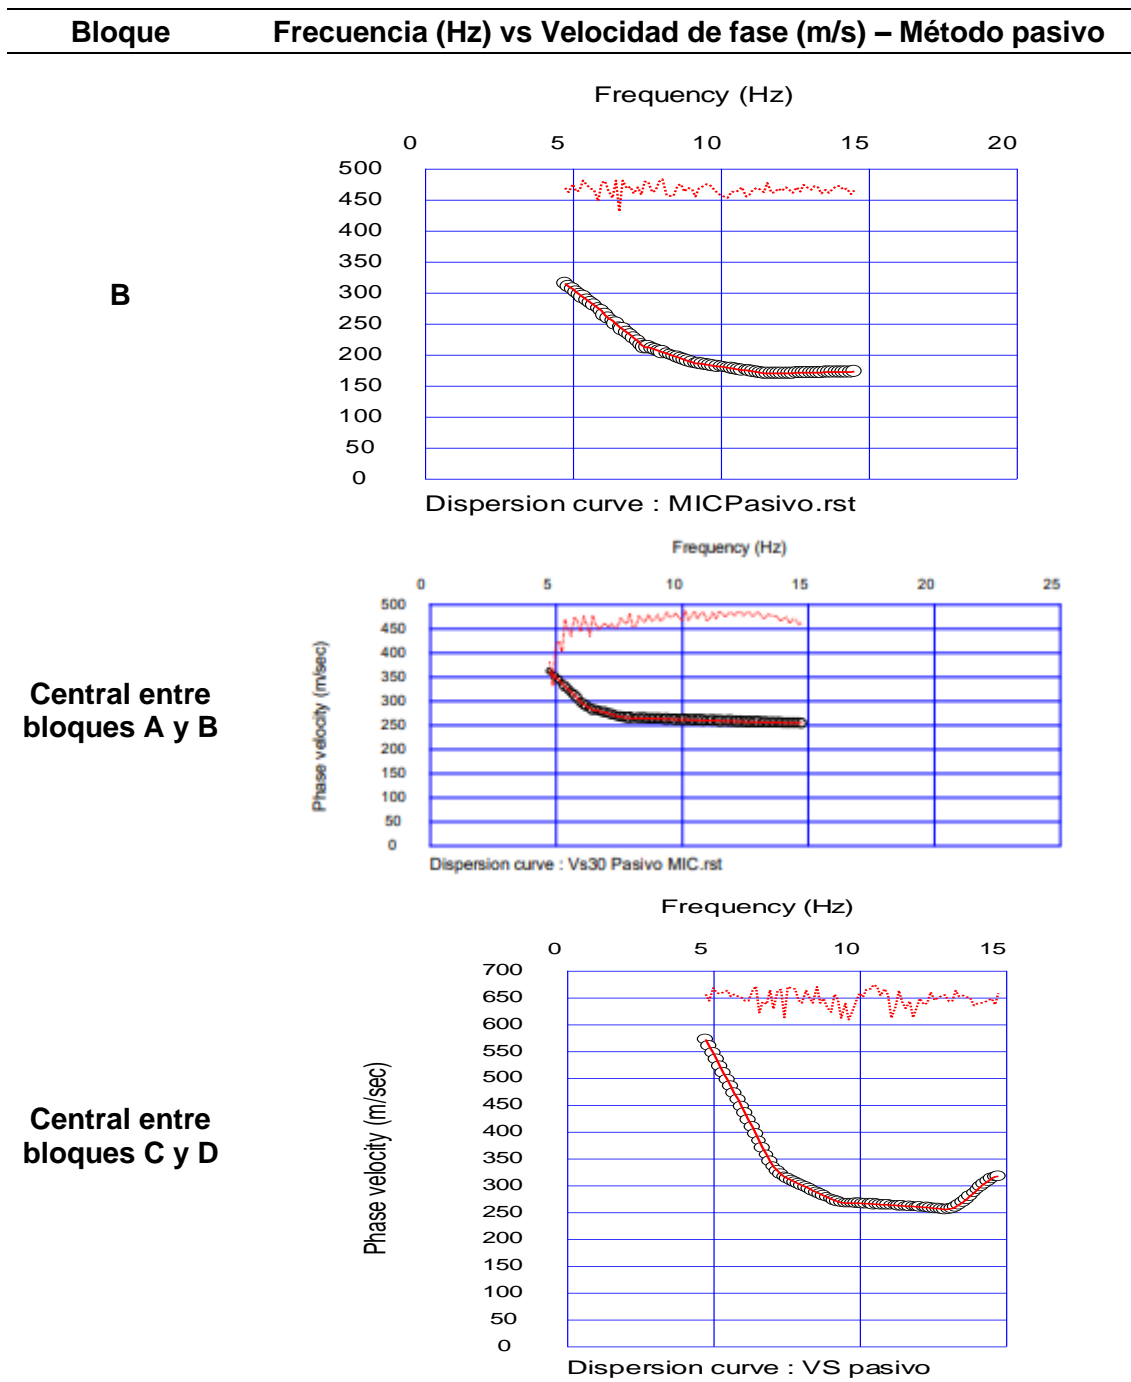 Bloque Frecuencia (Hz) vs Velocidad de fase (m/s) – Método pasivo
Frequency (Hz)
0 5 10 15 20
500
450
400
350
300
250
200
150
100
50
0
B
Dispersion curve : MICPasivo.rst
Frequency (Hz)
0 5 10 15 20 25
500
450
400
350
300
250
200
150
100
50
0
Phase velocity (m/sec)
Central entre
bloques A y B
Dispersion curve : Vs30 Pasivo MIC.rst
Frequency (Hz)
0 5 10 15
700
650
600
550
500
450
400
350
300
250
200
150
100
50
0
Phase velocity (m/sec)
Central entre
bloques C y D
Dispersion curve : VS pasivo